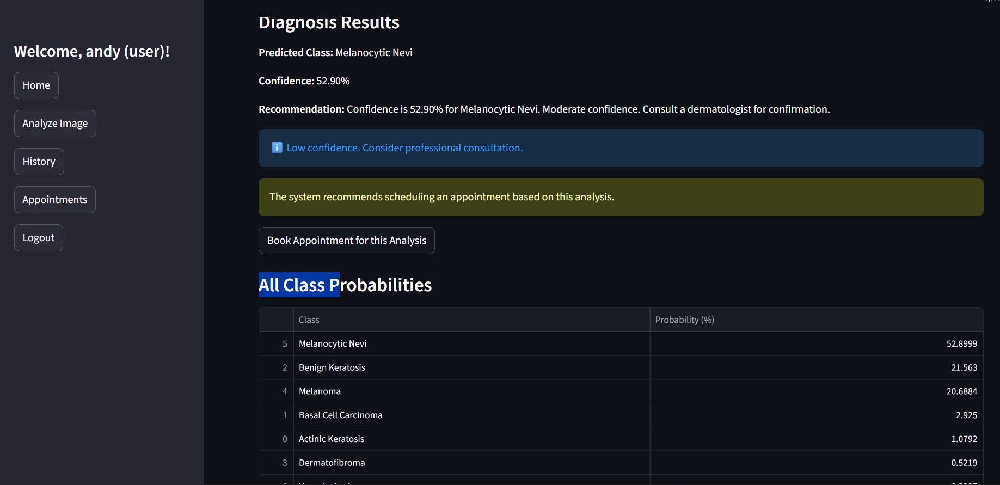 Welcome, andy (user)!
Home
Analyze Image
History
Appointments
Logout
Diagnosis Results
Predicted Class: Melanocytic Nevi
Confidence: 52.90%
Recommendation: Confidence is 52.90% for Melanocytic Nevi. Moderate confidence. Consult a dermatologist for confirmation.
Low confidence. Consider professional consultation.
The system recommends scheduling an appointment based on this analysis.
Book Appointment for this Analysis
All Class Probabilities
Class Probability (%)
5 Melanocytic Nevi 52.8999
2 Benign Keratosis 21.563
4 Melanoma 20.6884
1 Basal Cell Carcinoma 2.925
0 Actinic Keratosis 1.0792
3 Dermatofibroma 0.5219